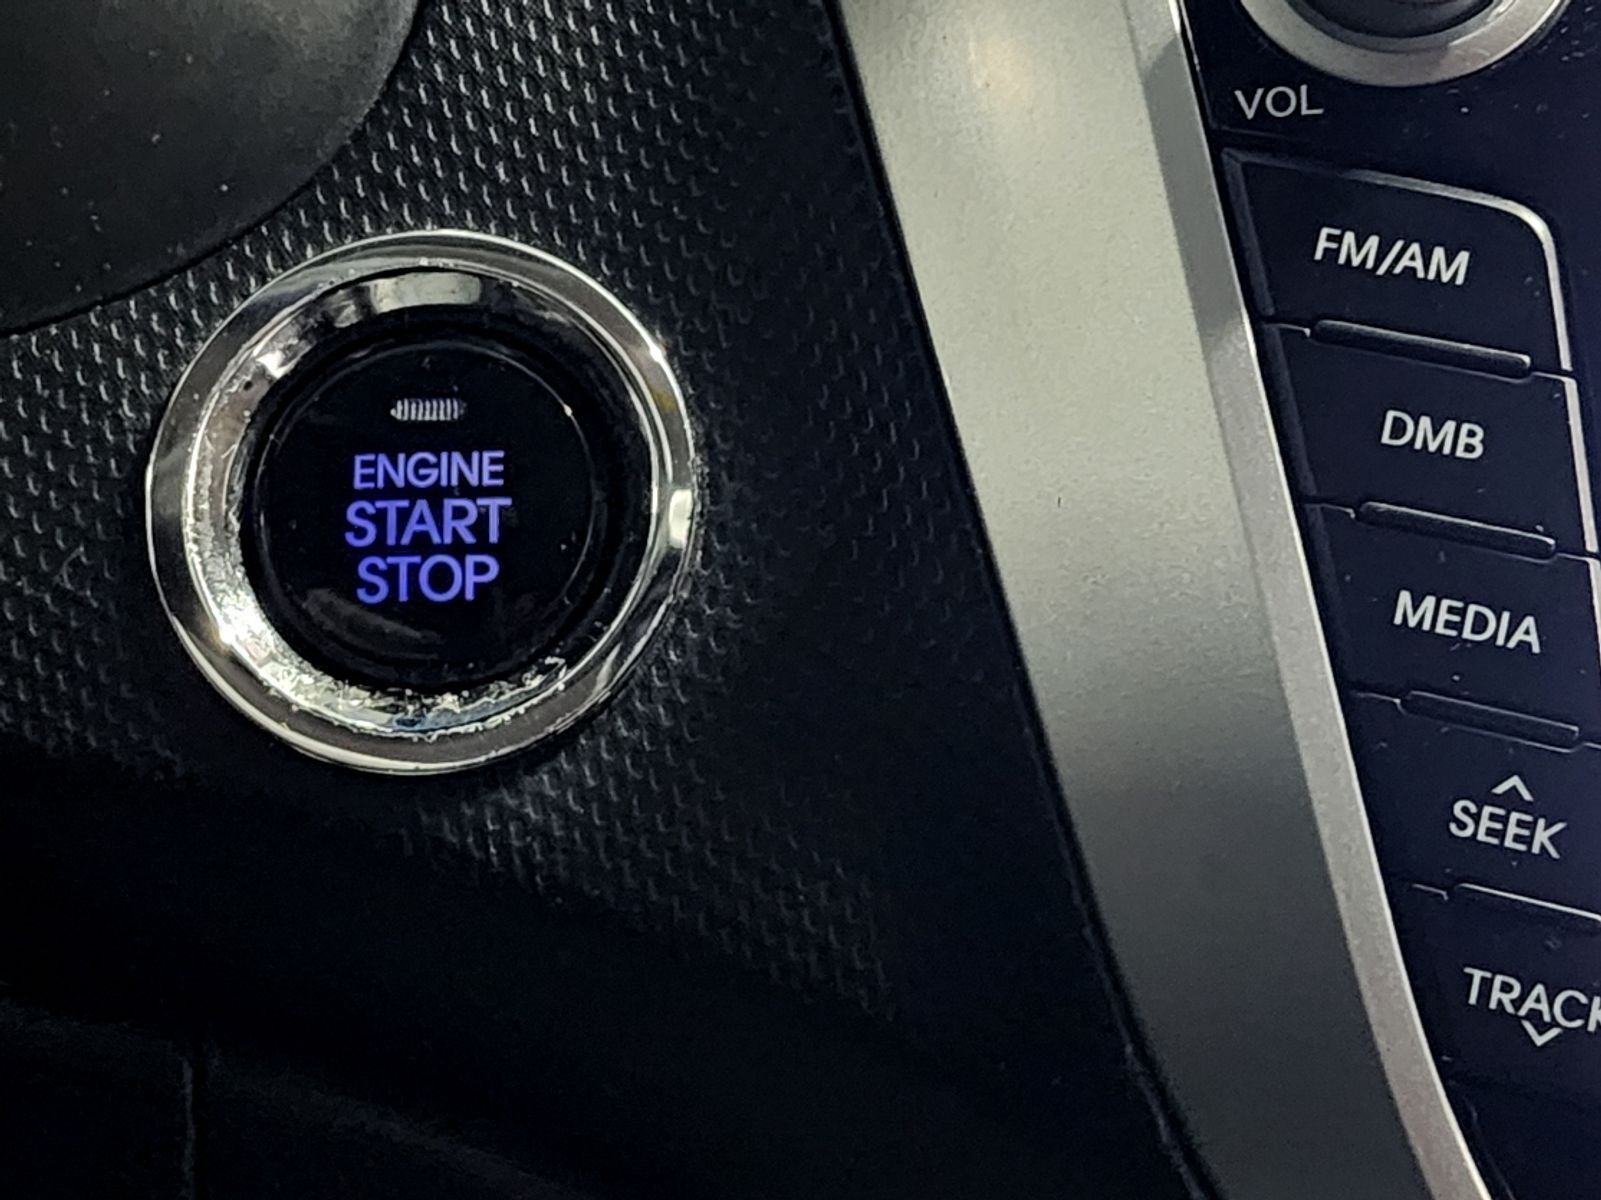 ENGINE
START
STOP
VOL
FM/AM
DMB
MEDIA
SEEK
TRACK